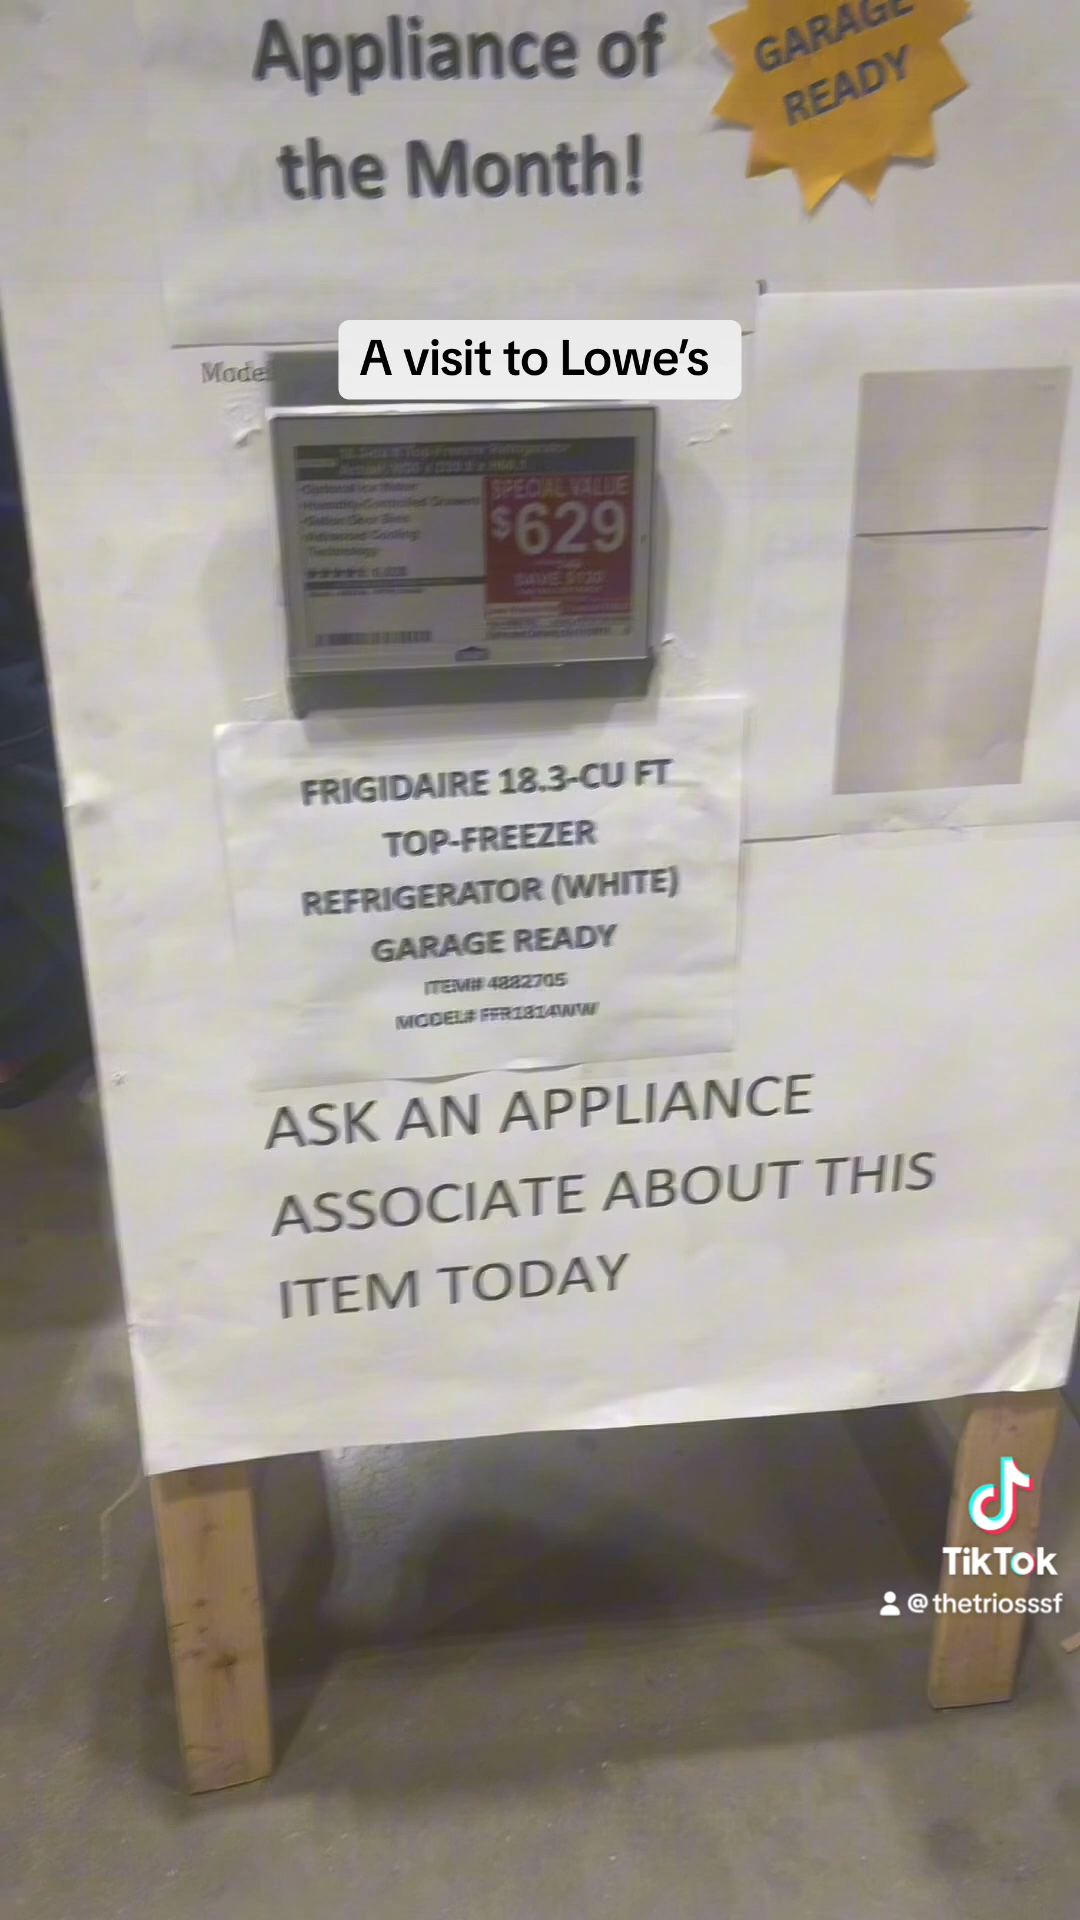 Appliance of
the Month!
GARAGE
READY
A visit to Lowe's
Model
SPECIAL VALUE
$629
SAVE $120
FRIGIDAIRE 18.3-CU FT
TOP-FREEZER
REFRIGERATOR (WHITE)
GARAGE READY
ITEM# 4882705
MODEL# FFR1814WW
ASK AN APPLIANCE
ASSOCIATE ABOUT THIS
ITEM TODAY
TikTok
@thetriosssf